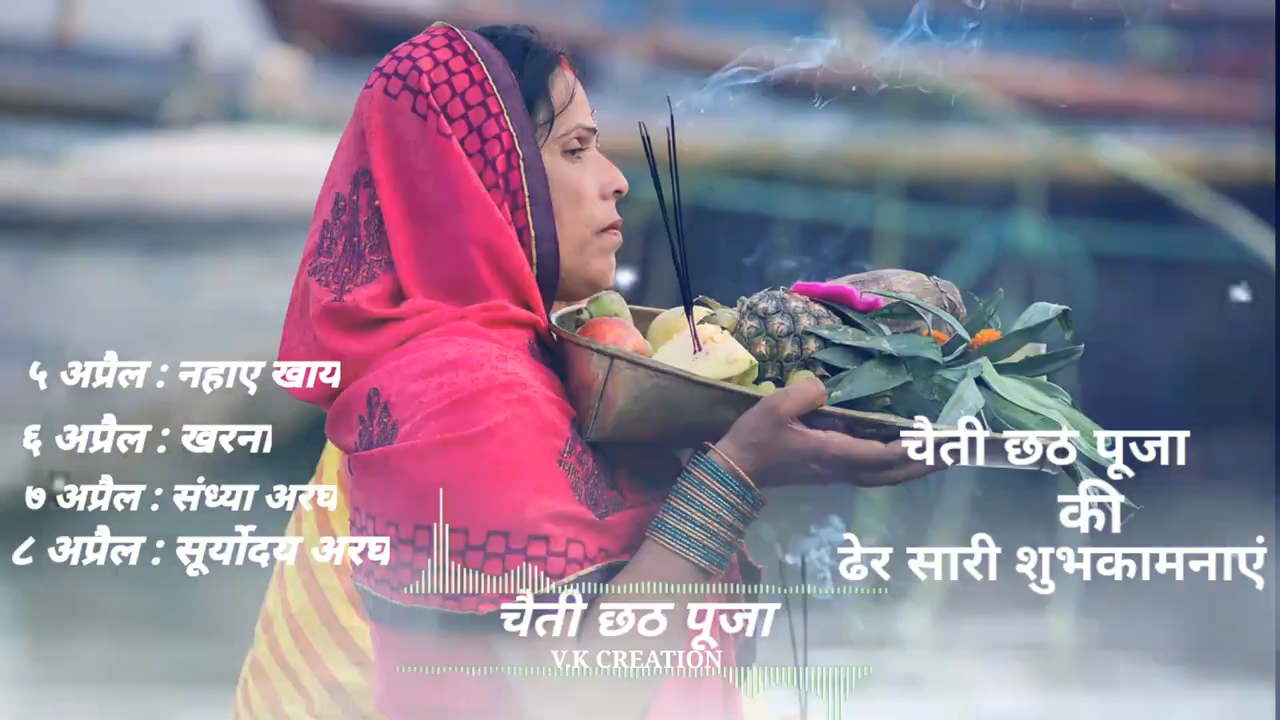 ५ अप्रैल : नहाए खाय
६ अप्रैल : खरना
७ अप्रैल : संध्या अरघ
८ अप्रैल : सूर्योदय अरघ
चैती छठ पूजा
की
ढेर सारी शुभकामनाएं
चैती छठ पूजा
V.K CREATION